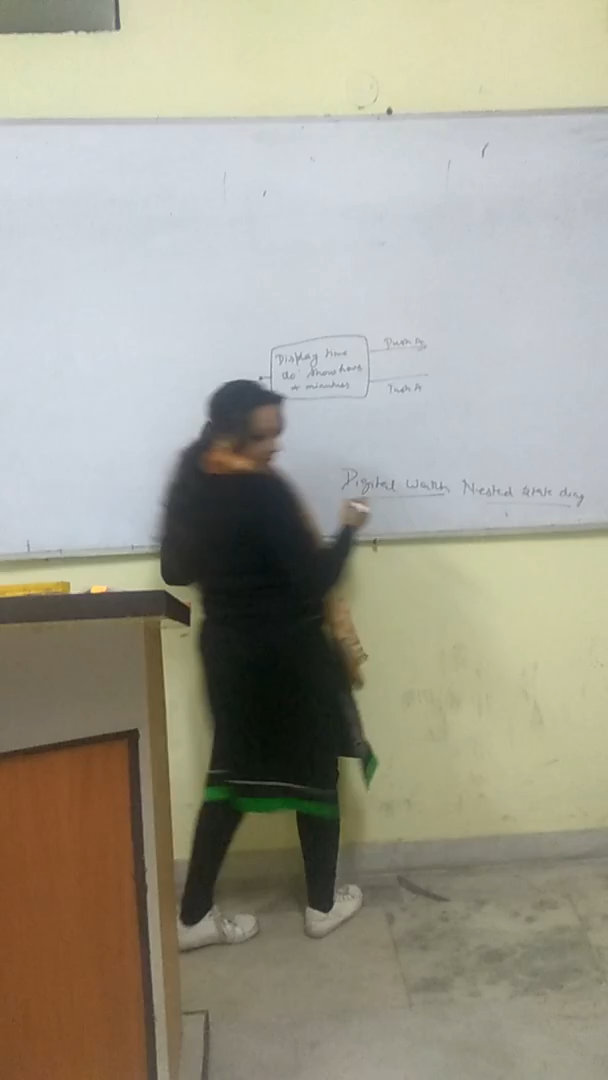 Push A
Display time
do show hours
& minutes
Push A
Digital Watch Nested state diag